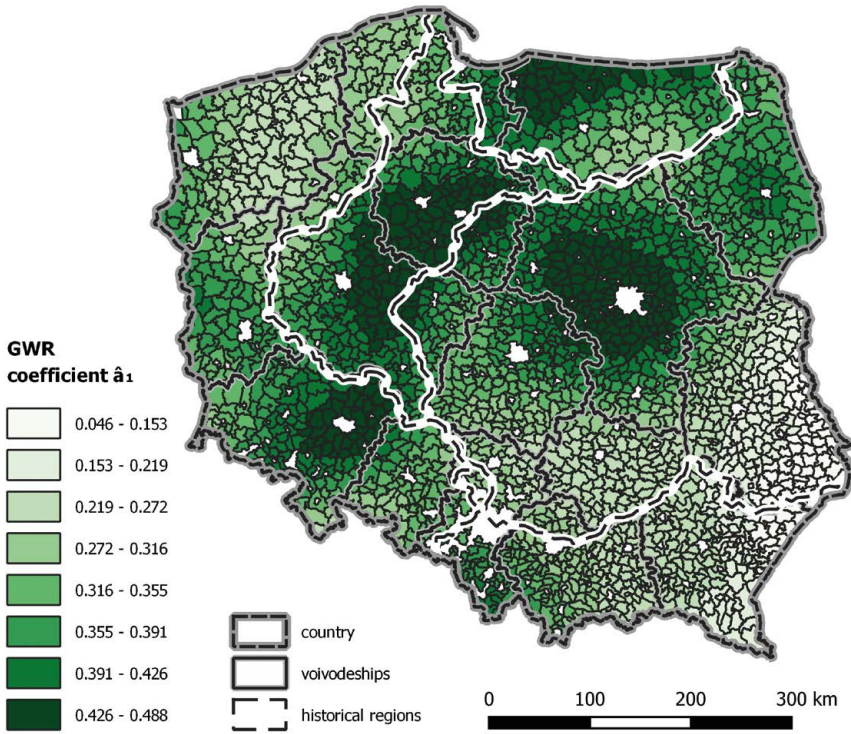 GWR
coefficient â₁
0.046 - 0.153
0.153 - 0.219
0.219 - 0.272
0.272 - 0.316
0.316 - 0.355
0.355 - 0.391
0.391 - 0.426
0.426 - 0.488
country
voivodeships
historical regions
0 100 200 300 km